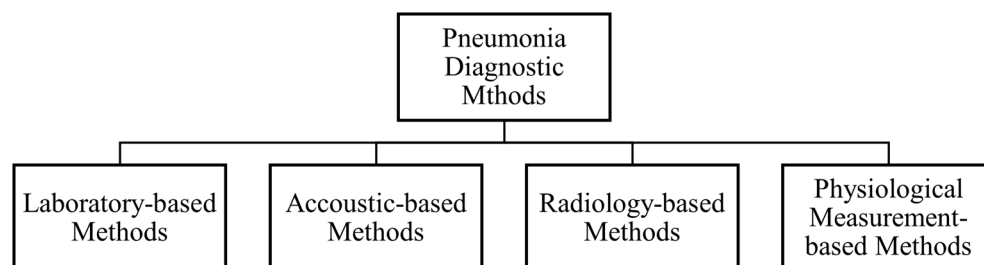 Pneumonia
Diagnostic
Mthods
Laboratory-based
Methods
Accoustic-based
Methods
Radiology-based
Methods
Physiological
Measurement-
based Methods